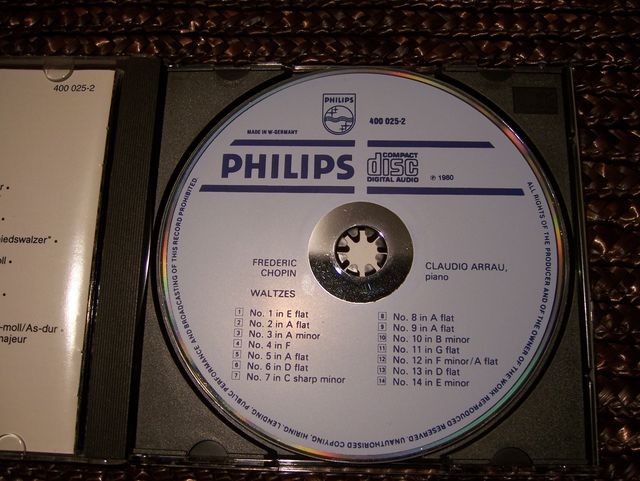 400 025-2
r •
iedswalzer" •
oll •
•
-moll/As-dur •
majeur
PHILIPS
400 025-2
MADE IN W-GERMANY
PHILIPS
COMPACT
disc
DIGITAL AUDIO
℗ 1980
FREDERIC
CHOPIN
CLAUDIO ARRAU,
piano
WALTZES
1 No. 1 in E flat
2 No. 2 in A flat
3 No. 3 in A minor
4 No. 4 in F
5 No. 5 in A flat
6 No. 6 in D flat
7 No. 7 in C sharp minor
8 No. 8 in A flat
9 No. 9 in A flat
10 No. 10 in B minor
11 No. 11 in G flat
12 No. 12 in F minor/A flat
13 No. 13 in D flat
14 No. 14 in E minor
ALL RIGHTS OF THE PRODUCER AND OF THE OWNER OF THE WORK REPRODUCED RESERVED. UNAUTHORISED COPYING, HIRING, LENDING, PUBLIC PERFORMANCE AND BROADCASTING OF THIS RECORD PROHIBITED.